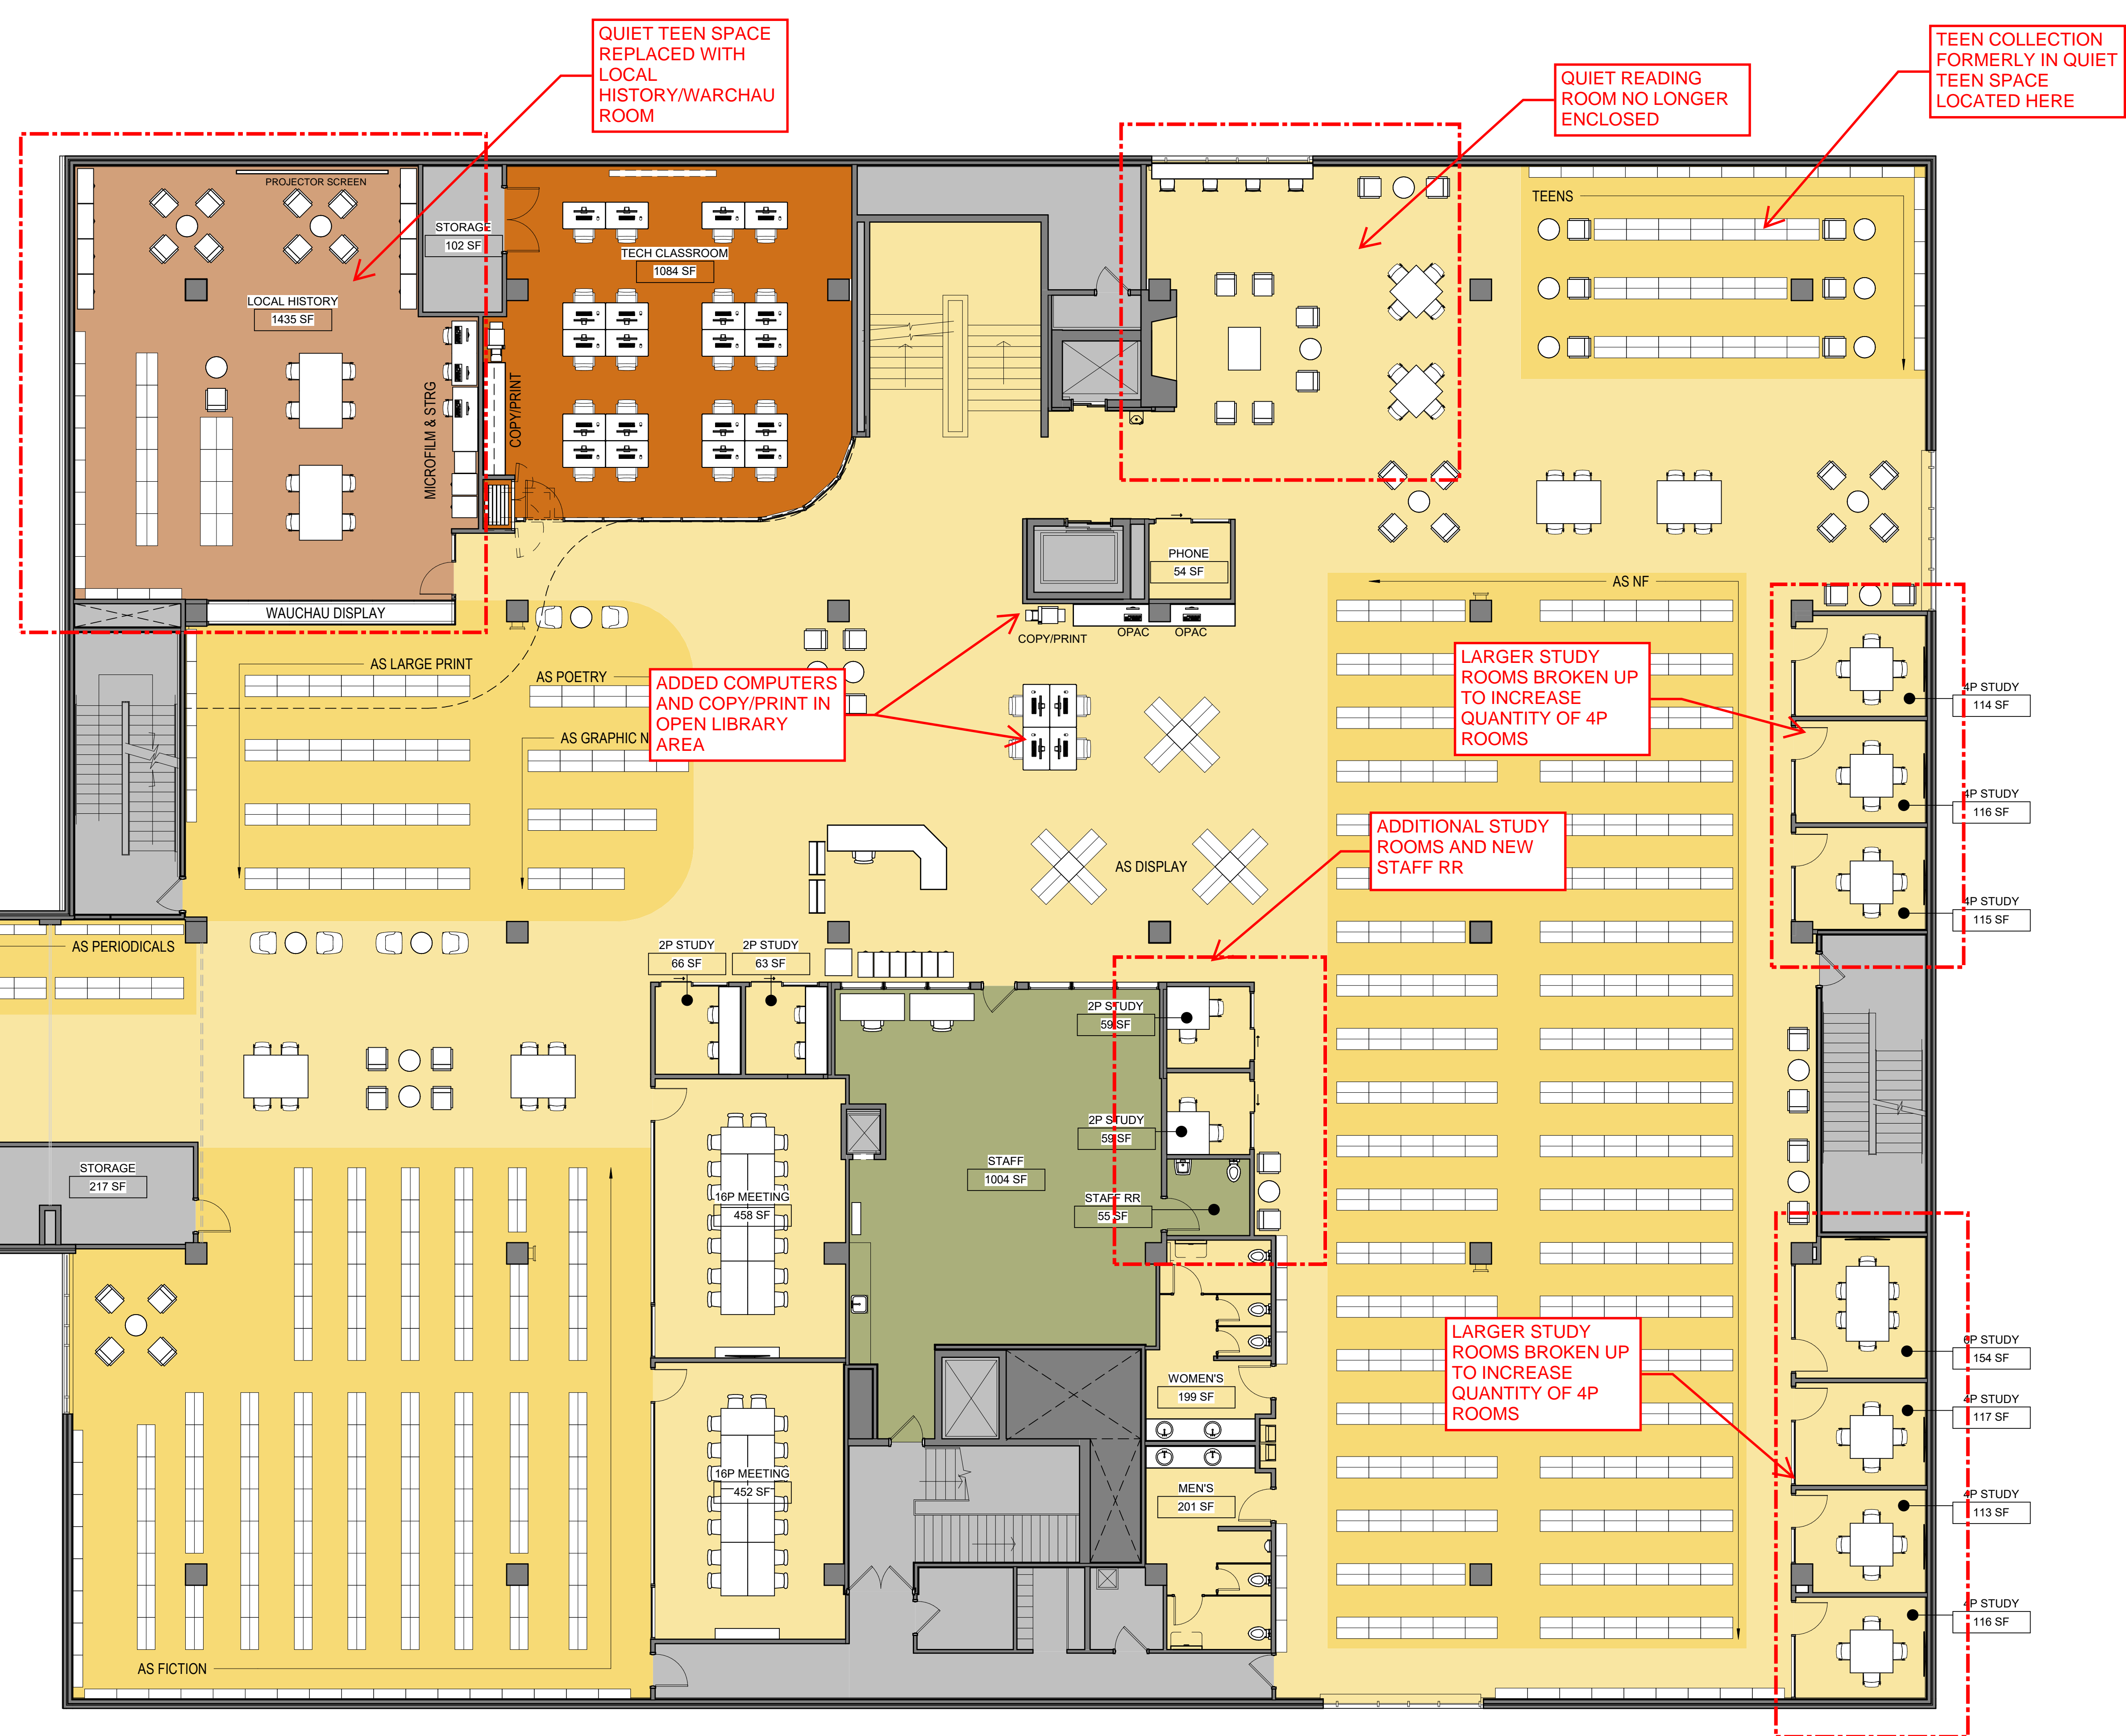 QUIET TEEN SPACE
REPLACED WITH
LOCAL
HISTORY/WARCHAU
ROOM
QUIET READING
ROOM NO LONGER
ENCLOSED
TEEN COLLECTION
FORMERLY IN QUIET
TEEN SPACE
LOCATED HERE
PROJECTOR SCREEN
STORAGE
102 SF
TECH CLASSROOM
1084 SF
LOCAL HISTORY
1435 SF
MICROFILM & STRG
COPY/PRINT
TEENS
PHONE
54 SF
COPY/PRINT
OPAC
OPAC
AS NF
WAUCHAU DISPLAY
AS LARGE PRINT
AS POETRY
AS GRAPHIC N
ADDED COMPUTERS
AND COPY/PRINT IN
OPEN LIBRARY
AREA
LARGER STUDY
ROOMS BROKEN UP
TO INCREASE
QUANTITY OF 4P
ROOMS
4P STUDY
114 SF
4P STUDY
116 SF
4P STUDY
115 SF
ADDITIONAL STUDY
ROOMS AND NEW
STAFF RR
AS DISPLAY
AS PERIODICALS
2P STUDY
66 SF
2P STUDY
63 SF
2P STUDY
59 SF
2P STUDY
59 SF
STAFF
1004 SF
STAFF RR
55 SF
STORAGE
217 SF
16P MEETING
458 SF
16P MEETING
452 SF
WOMEN'S
199 SF
MEN'S
201 SF
LARGER STUDY
ROOMS BROKEN UP
TO INCREASE
QUANTITY OF 4P
ROOMS
6P STUDY
154 SF
4P STUDY
117 SF
4P STUDY
113 SF
4P STUDY
116 SF
AS FICTION